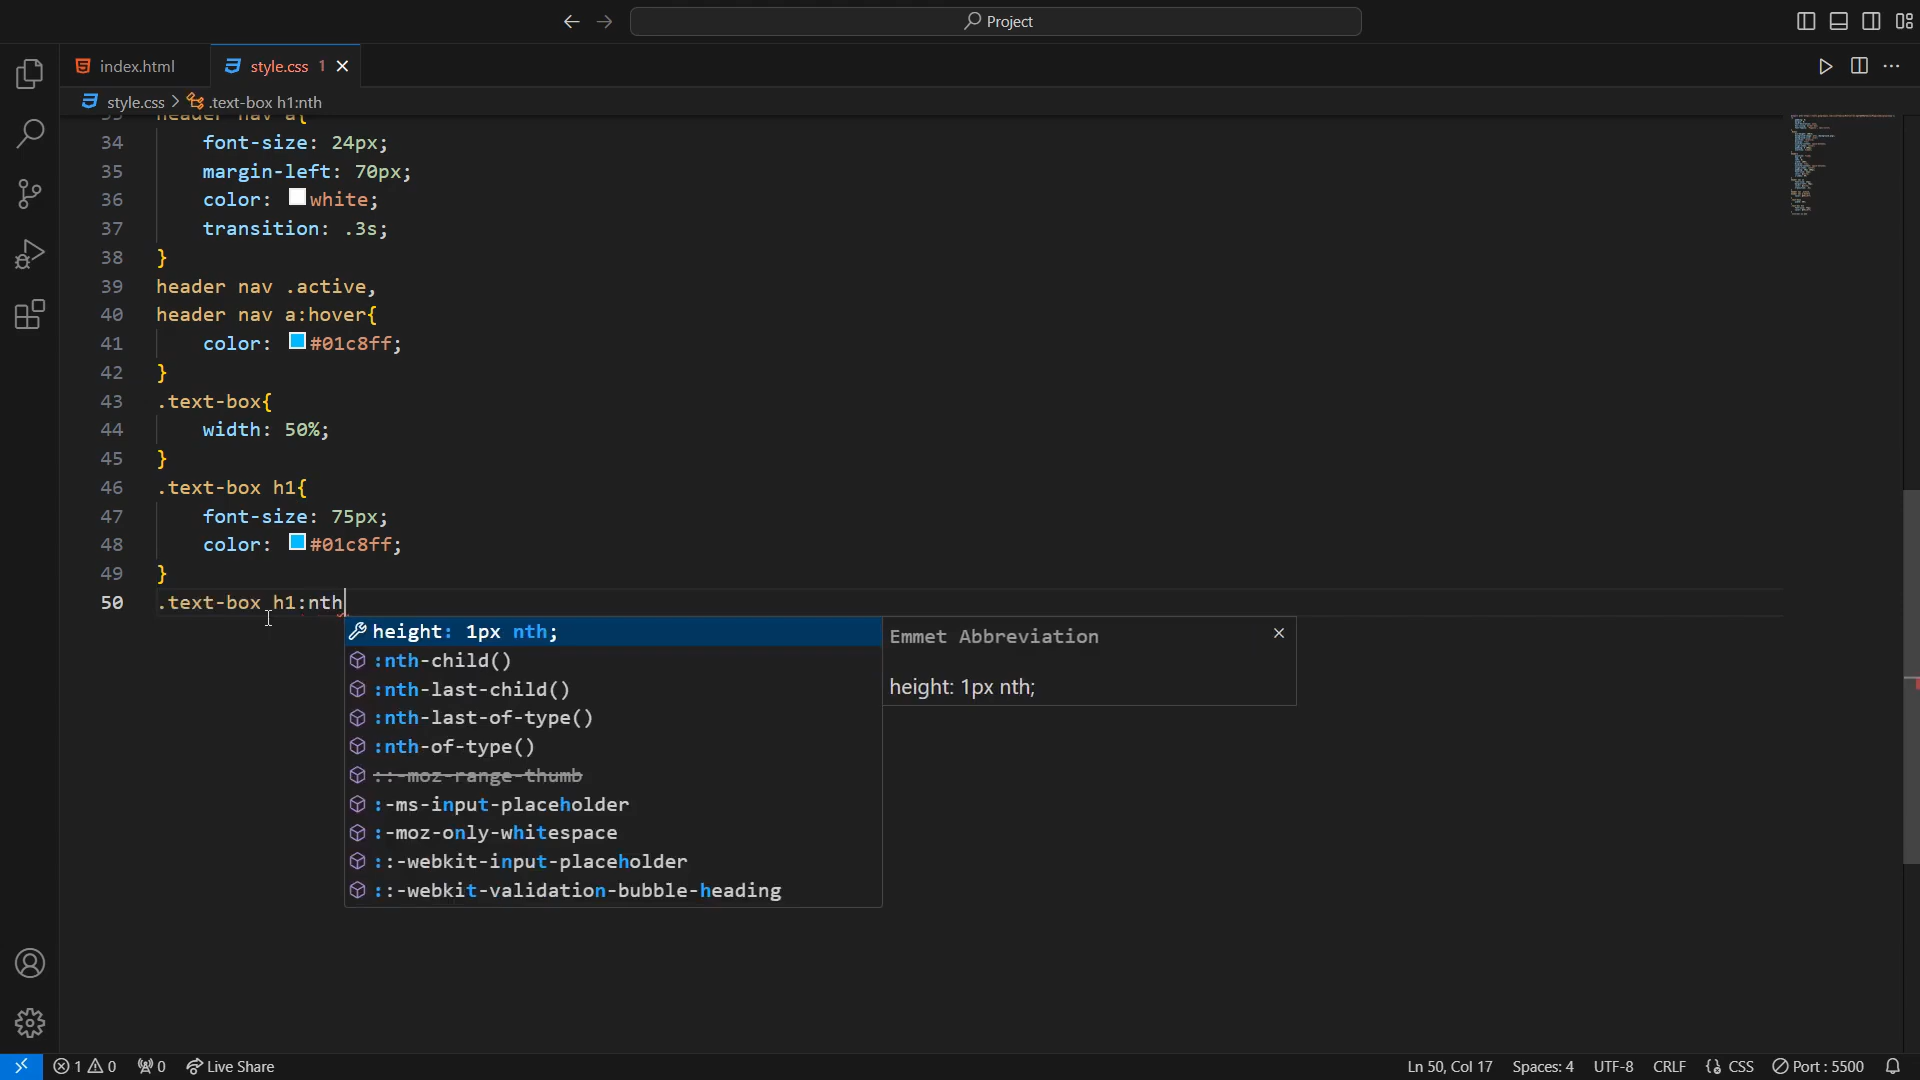 Project
index.html
style.css 1
style.css > .text-box h1:nth
33 header nav a{
34 font-size: 24px;
35 margin-left: 70px;
36 color: white;
37 transition: .3s;
38 }
39 header nav .active,
40 header nav a:hover{
41 color: #01c8ff;
42 }
43 .text-box{
44 width: 50%;
45 }
46 .text-box h1{
47 font-size: 75px;
48 color: #01c8ff;
49 }
50 .text-box h1:nth
height: 1px nth;
:nth-child()
:nth-last-child()
:nth-last-of-type()
:nth-of-type()
::-moz-range-thumb
:-ms-input-placeholder
:-moz-only-whitespace
::-webkit-input-placeholder
::-webkit-validation-bubble-heading
Emmet Abbreviation
height: 1px nth;
1 0 0 Live Share
Ln 50, Col 17 Spaces: 4 UTF-8 CRLF CSS Port : 5500